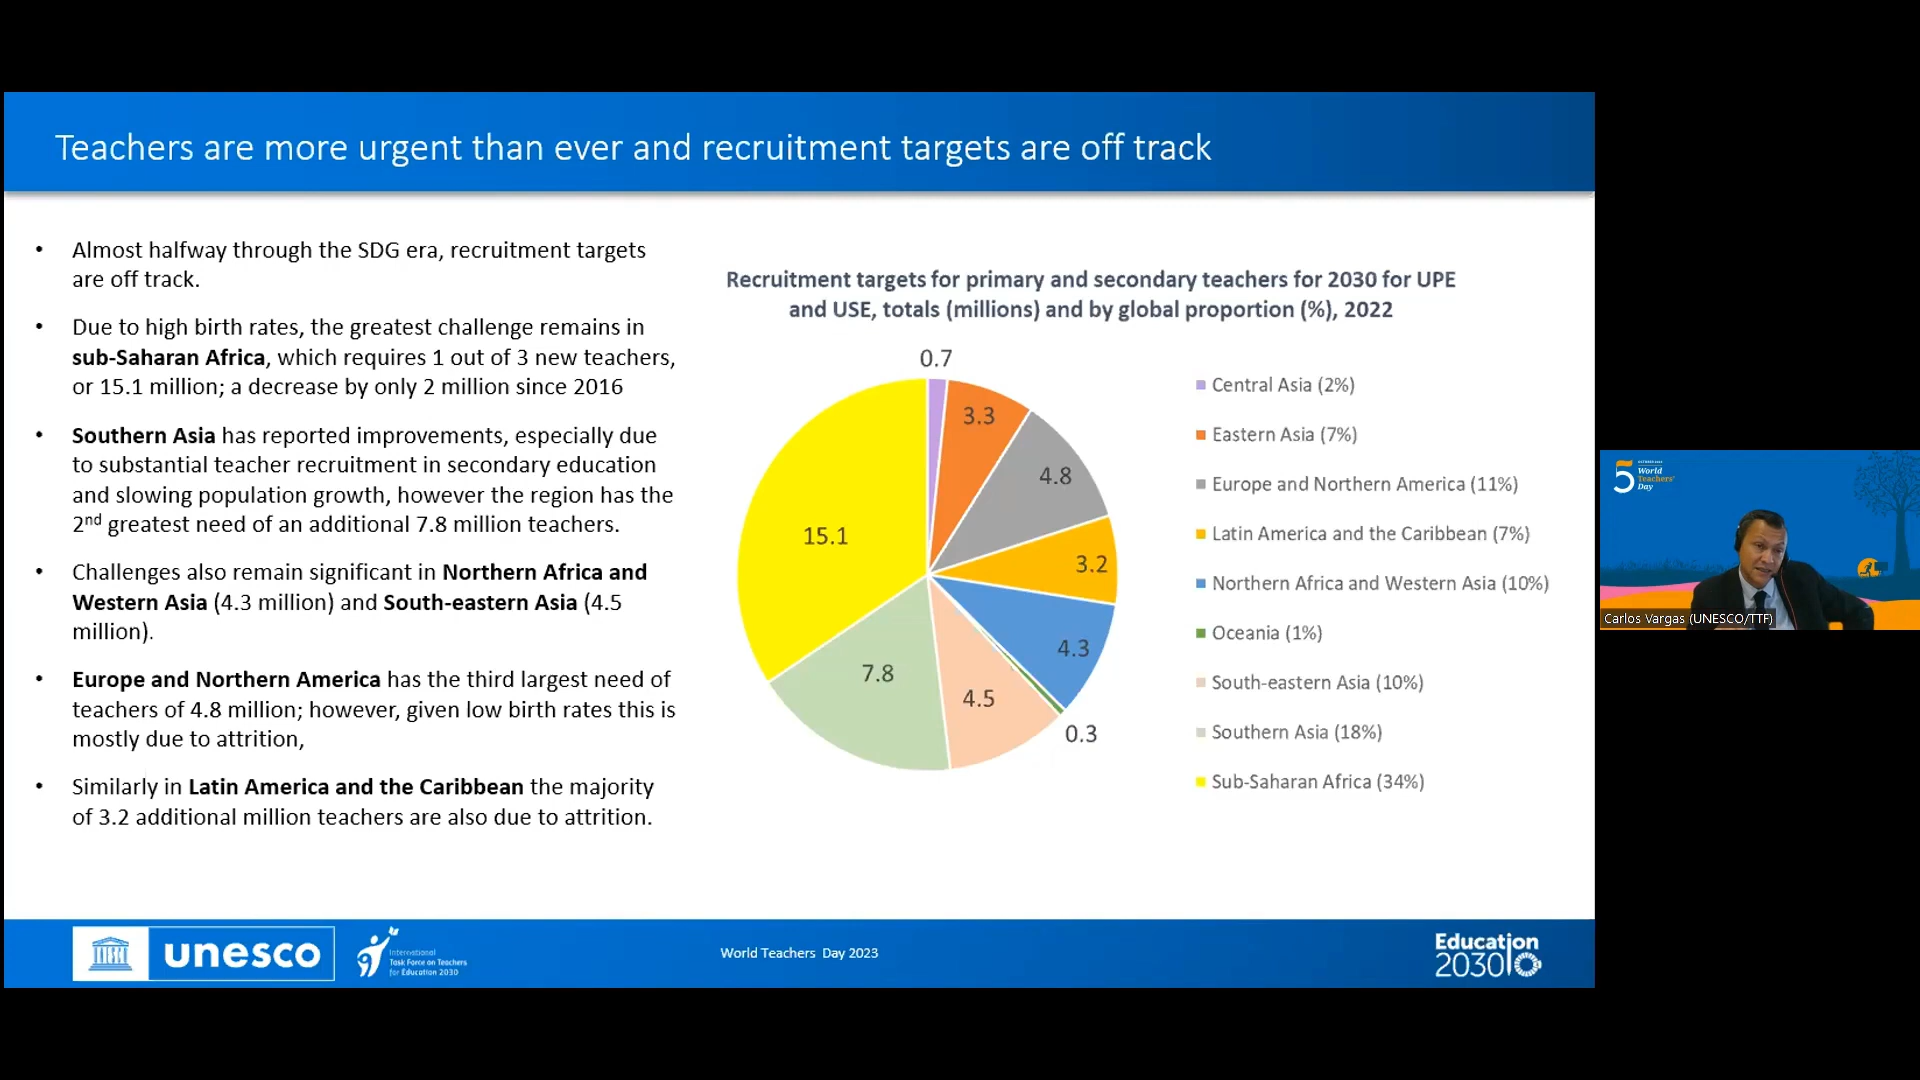 Teachers are more urgent than ever and recruitment targets are off track
• Almost halfway through the SDG era, recruitment targets
are off track.
• Due to high birth rates, the greatest challenge remains in
sub-Saharan Africa, which requires 1 out of 3 new teachers,
or 15.1 million; a decrease by only 2 million since 2016
• Southern Asia has reported improvements, especially due
to substantial teacher recruitment in secondary education
and slowing population growth, however the region has the
2nd greatest need of an additional 7.8 million teachers.
• Challenges also remain significant in Northern Africa and
Western Asia (4.3 million) and South-eastern Asia (4.5
million).
• Europe and Northern America has the third largest need of
teachers of 4.8 million; however, given low birth rates this is
mostly due to attrition,
• Similarly in Latin America and the Caribbean the majority
of 3.2 additional million teachers are also due to attrition.
Recruitment targets for primary and secondary teachers for 2030 for UPE
and USE, totals (millions) and by global proportion (%), 2022
0.7
3.3
4.8
3.2
4.3
0.3
4.5
7.8
15.1
Central Asia (2%)
Eastern Asia (7%)
Europe and Northern America (11%)
Latin America and the Caribbean (7%)
Northern Africa and Western Asia (10%)
Oceania (1%)
South-eastern Asia (10%)
Southern Asia (18%)
Sub-Saharan Africa (34%)
unesco
International
Task Force on Teachers
for Education 2030
World Teachers Day 2023
Education
2030
5
World
Teachers'
Day
Carlos Vargas (UNESCO/TTF)